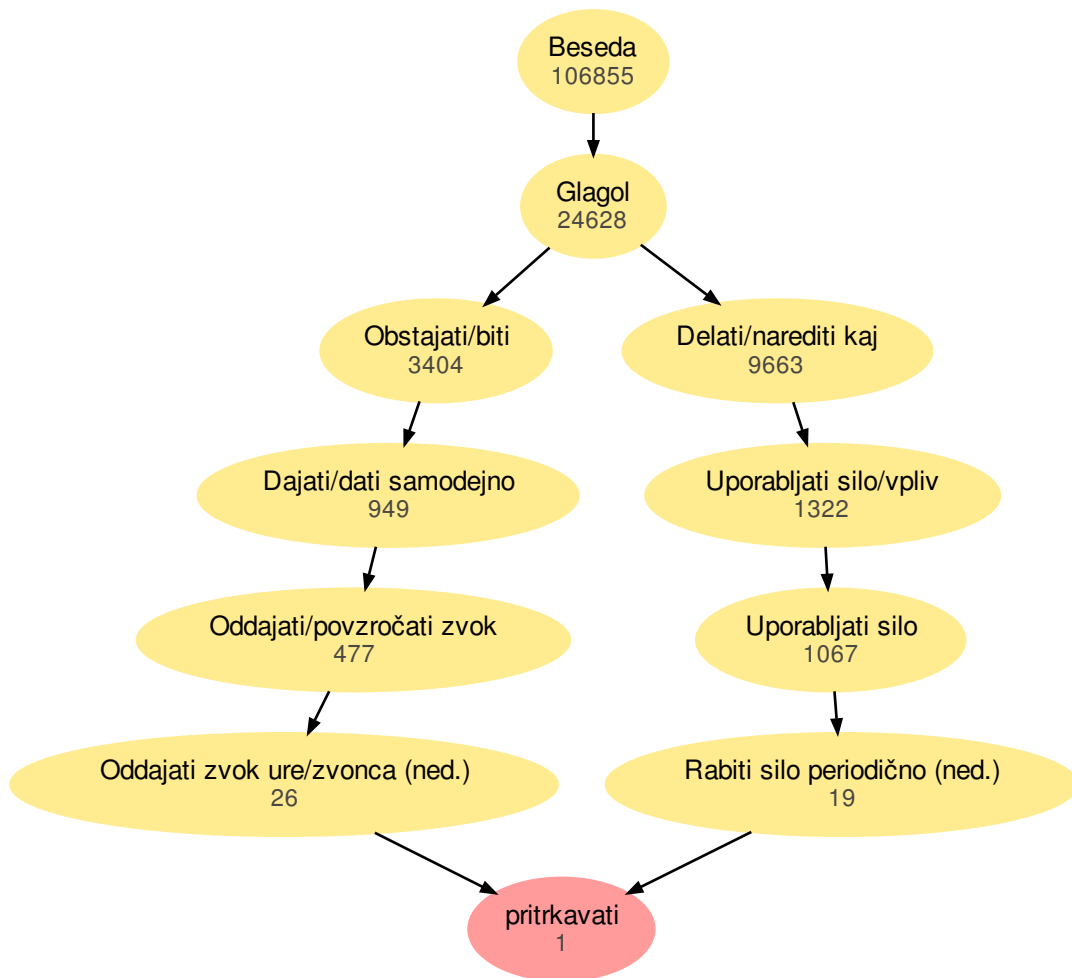 Beseda
106855
Glagol
24628
Obstajati/biti
3404
Delati/narediti kaj
9663
Dajati/dati samodejno
949
Uporabljati silo/vpliv
1322
Oddajati/povzročati zvok
477
Uporabljati silo
1067
Oddajati zvok ure/zvonca (ned.)
26
Rabiti silo periodično (ned.)
19
pritrkavati
1